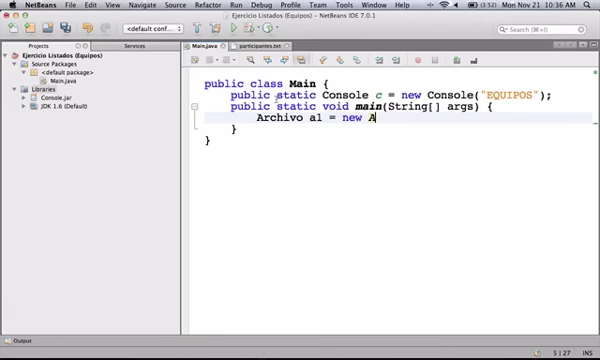 NetBeans File Edit View Navigate Source Refactor Run Debug Profile Team Tools Window Help (3:52) Mon Nov 21 10:36 AM
Ejercicio Listados (Equipos) - NetBeans IDE 7.0.1
<default conf... Search (⌘+I)
Projects Services Main.java participantes.txt
Ejercicio Listados (Equipos)
Source Packages
<default package>
Main.java
Libraries
Console.jar
JDK 1.6 (Default)
public class Main {
public static Console c = new Console("EQUIPOS");
public static void main(String[] args) {
Archivo a1 = new A
}
}
Output
5 | 27 INS